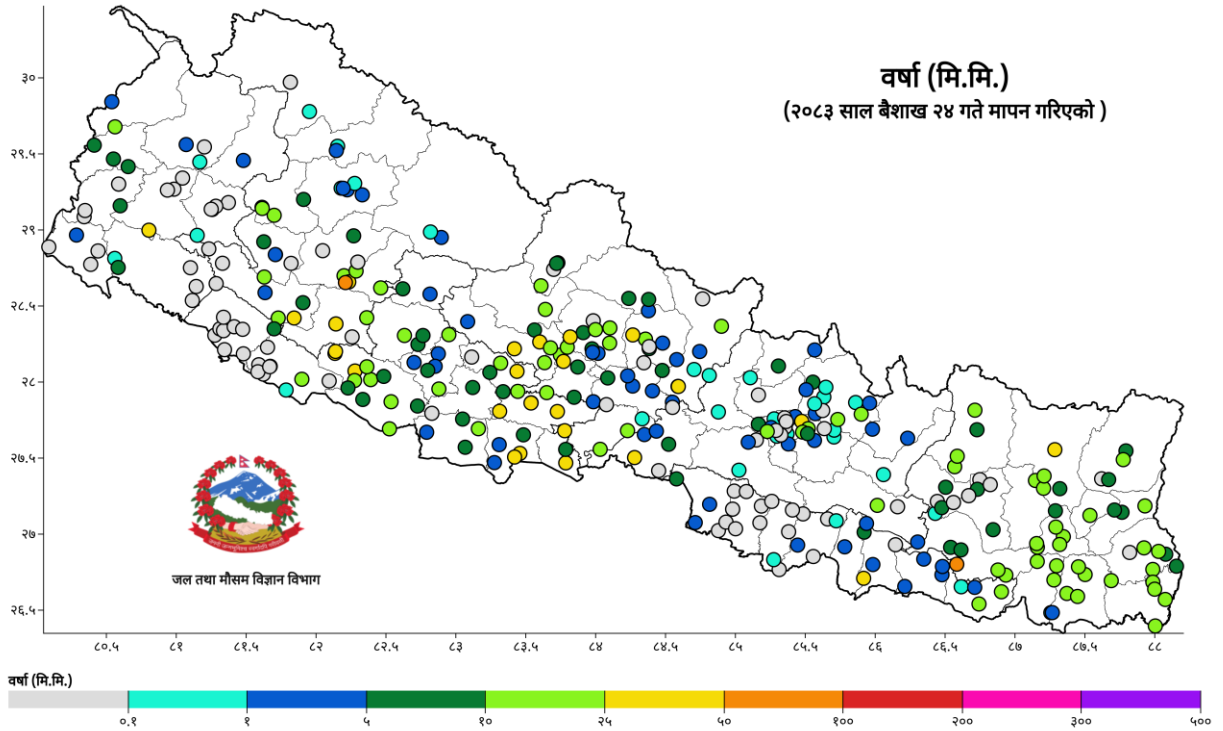 वर्षा (मि.मि.)
(२०८३ साल बैशाख २४ गते मापन गरिएको )
३०
२९.५
२९
२८.५
२८
२७.५
२७
२६.५
जल तथा मौसम विज्ञान विभाग
८०.५ ८१ ८१.५ ८२ ८२.५ ८३ ८३.५ ८४ ८४.५ ८५ ८५.५ ८६ ८६.५ ८७ ८७.५ ८८
वर्षा (मि.मि.)
०.१ १ ५ १० २५ ५० १०० २०० ३०० ५००